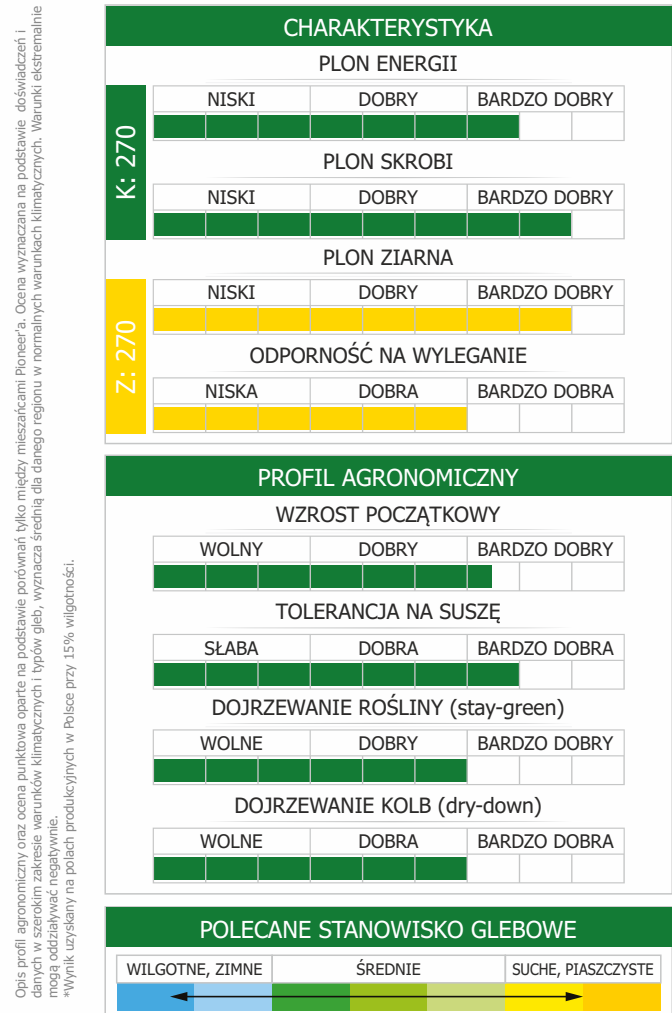 CHARAKTERYSTYKA
K: 270
PLON ENERGII
NISKI DOBRY BARDZO DOBRY
PLON SKROBI
NISKI DOBRY BARDZO DOBRY
Z: 270
PLON ZIARNA
NISKI DOBRY BARDZO DOBRY
ODPORNOŚĆ NA WYLEGANIE
NISKA DOBRA BARDZO DOBRA
PROFIL AGRONOMICZNY
WZROST POCZĄTKOWY
WOLNY DOBRY BARDZO DOBRY
TOLERANCJA NA SUSZĘ
SŁABA DOBRA BARDZO DOBRA
DOJRZEWANIE ROŚLINY (stay-green)
WOLNE DOBRY BARDZO DOBRY
DOJRZEWANIE KOLB (dry-down)
WOLNE DOBRA BARDZO DOBRA
POLECANE STANOWISKO GLEBOWE
WILGOTNE, ZIMNE ŚREDNIE SUCHE, PIASZCZYSTE
Opis profil agronomiczny oraz ocena punktowa oparte na podstawie porównań tylko między mieszańcami Pioneer'a. Ocena wyznaczana na podstawie doświadczeń i
danych w szerokim zakresie warunków klimatycznych i typów gleb, wyznacza średnią dla danego regionu w normalnych warunkach klimatycznych. Warunki ekstremalnie
mogą oddziaływać negatywnie.
*Wynik uzyskany na polach produkcyjnych w Polsce przy 15% wilgotności.